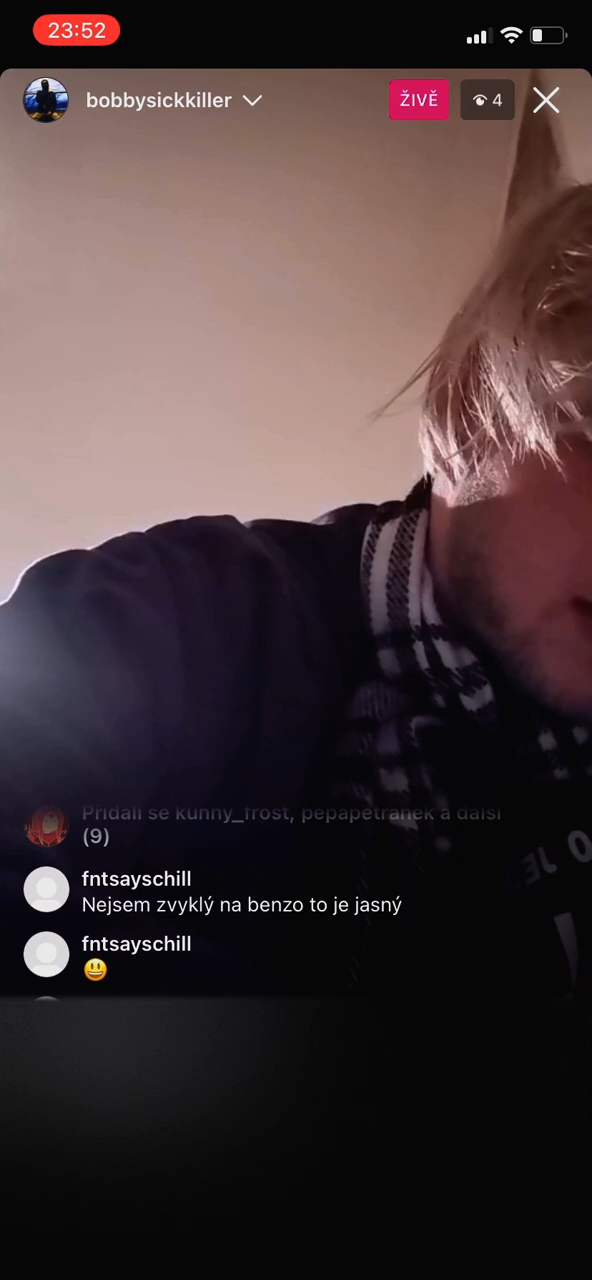 23:52
bobbysickkiller
ŽIVĚ
4
Přidali se kunny_frost, pepapetranek a další
(9)
fntsayschill
Nejsem zvyklý na benzo to je jasný
fntsayschill
😃